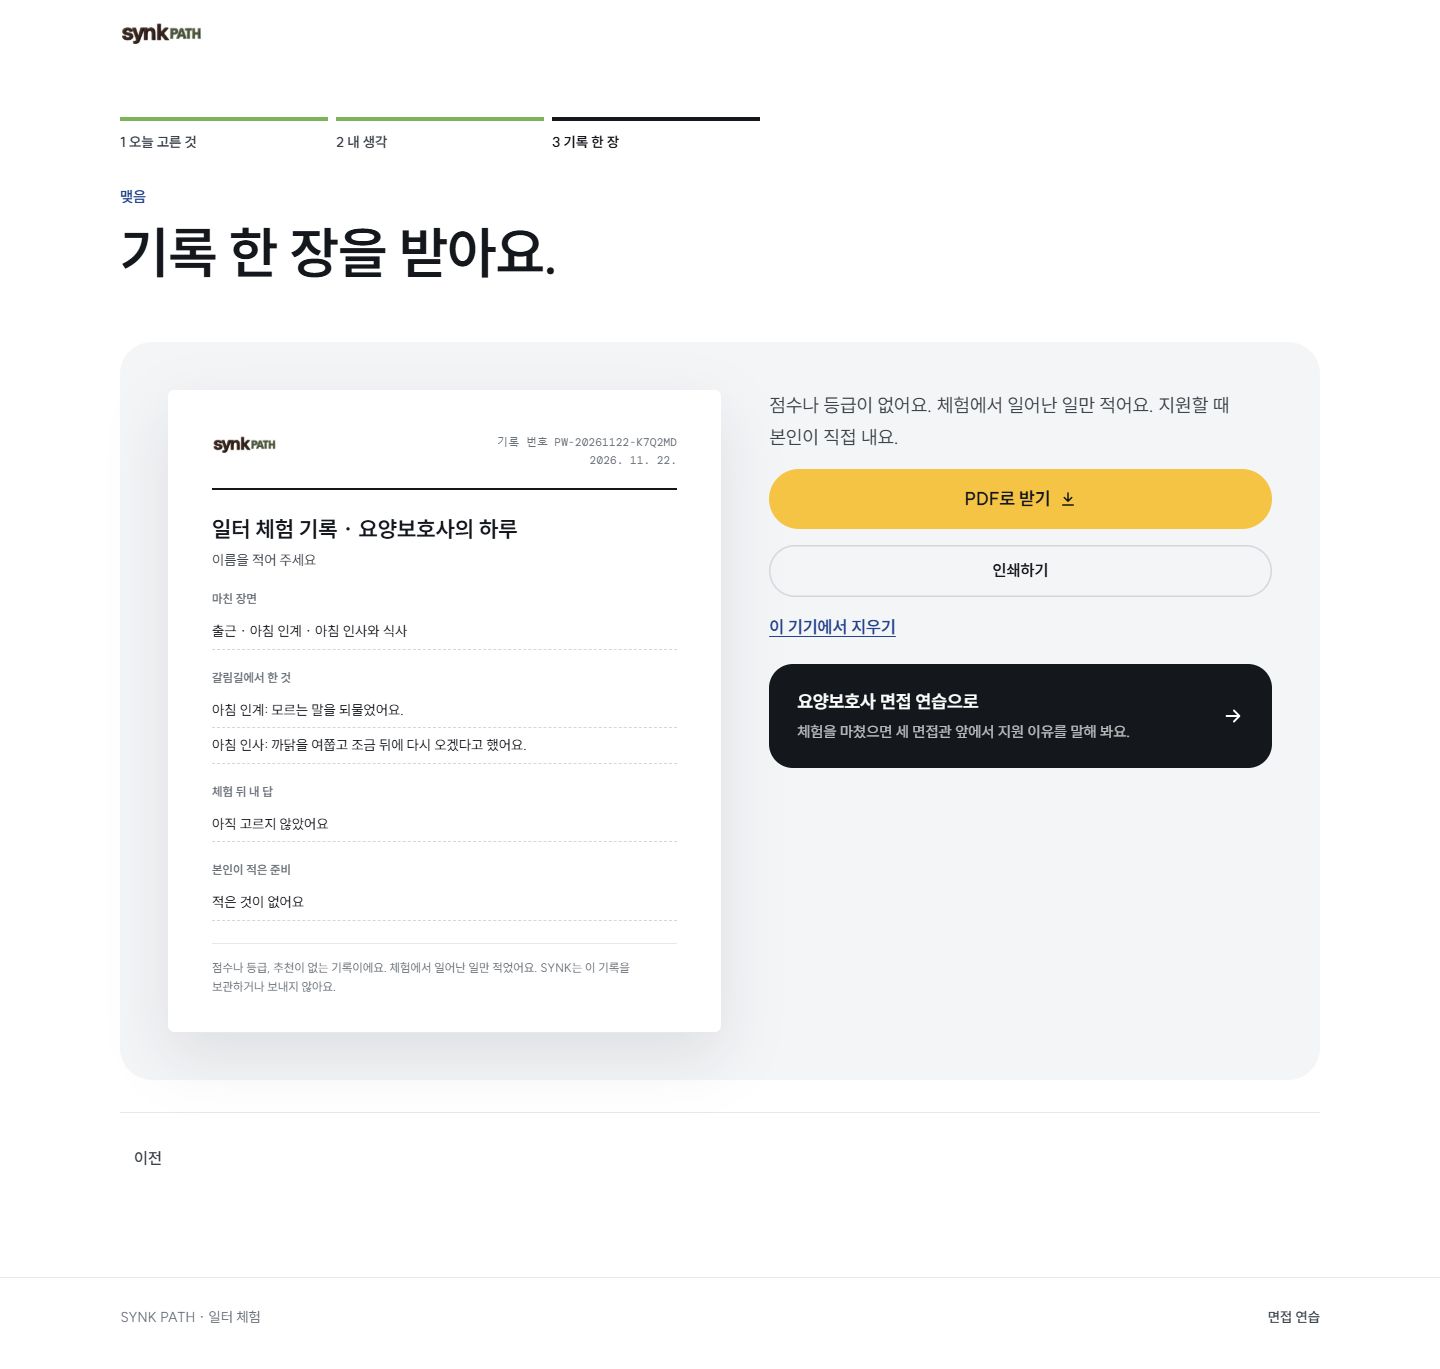 synk PATH
1 오늘 고른 것
2 내 생각
3 기록 한 장
맺음
기록 한 장을 받아요.
synk PATH
기록 번호 PW-20261122-K7Q2MD
2026. 11. 22.
일터 체험 기록 · 요양보호사의 하루
이름을 적어 주세요
마친 장면
출근 · 아침 인계 · 아침 인사와 식사
갈림길에서 한 것
아침 인계: 모르는 말을 되물었어요.
아침 인사: 까닭을 여쭙고 조금 뒤에 다시 오겠다고 했어요.
체험 뒤 내 답
아직 고르지 않았어요
본인이 적은 준비
적은 것이 없어요
점수나 등급, 추천이 없는 기록이에요. 체험에서 일어난 일만 적었어요. SYNK는 이 기록을
보관하거나 보내지 않아요.
점수나 등급이 없어요. 체험에서 일어난 일만 적어요. 지원할 때
본인이 직접 내요.
PDF로 받기
인쇄하기
이 기기에서 지우기
요양보호사 면접 연습으로
체험을 마쳤으면 세 면접관 앞에서 지원 이유를 말해 봐요.
이전
SYNK PATH · 일터 체험
면접 연습